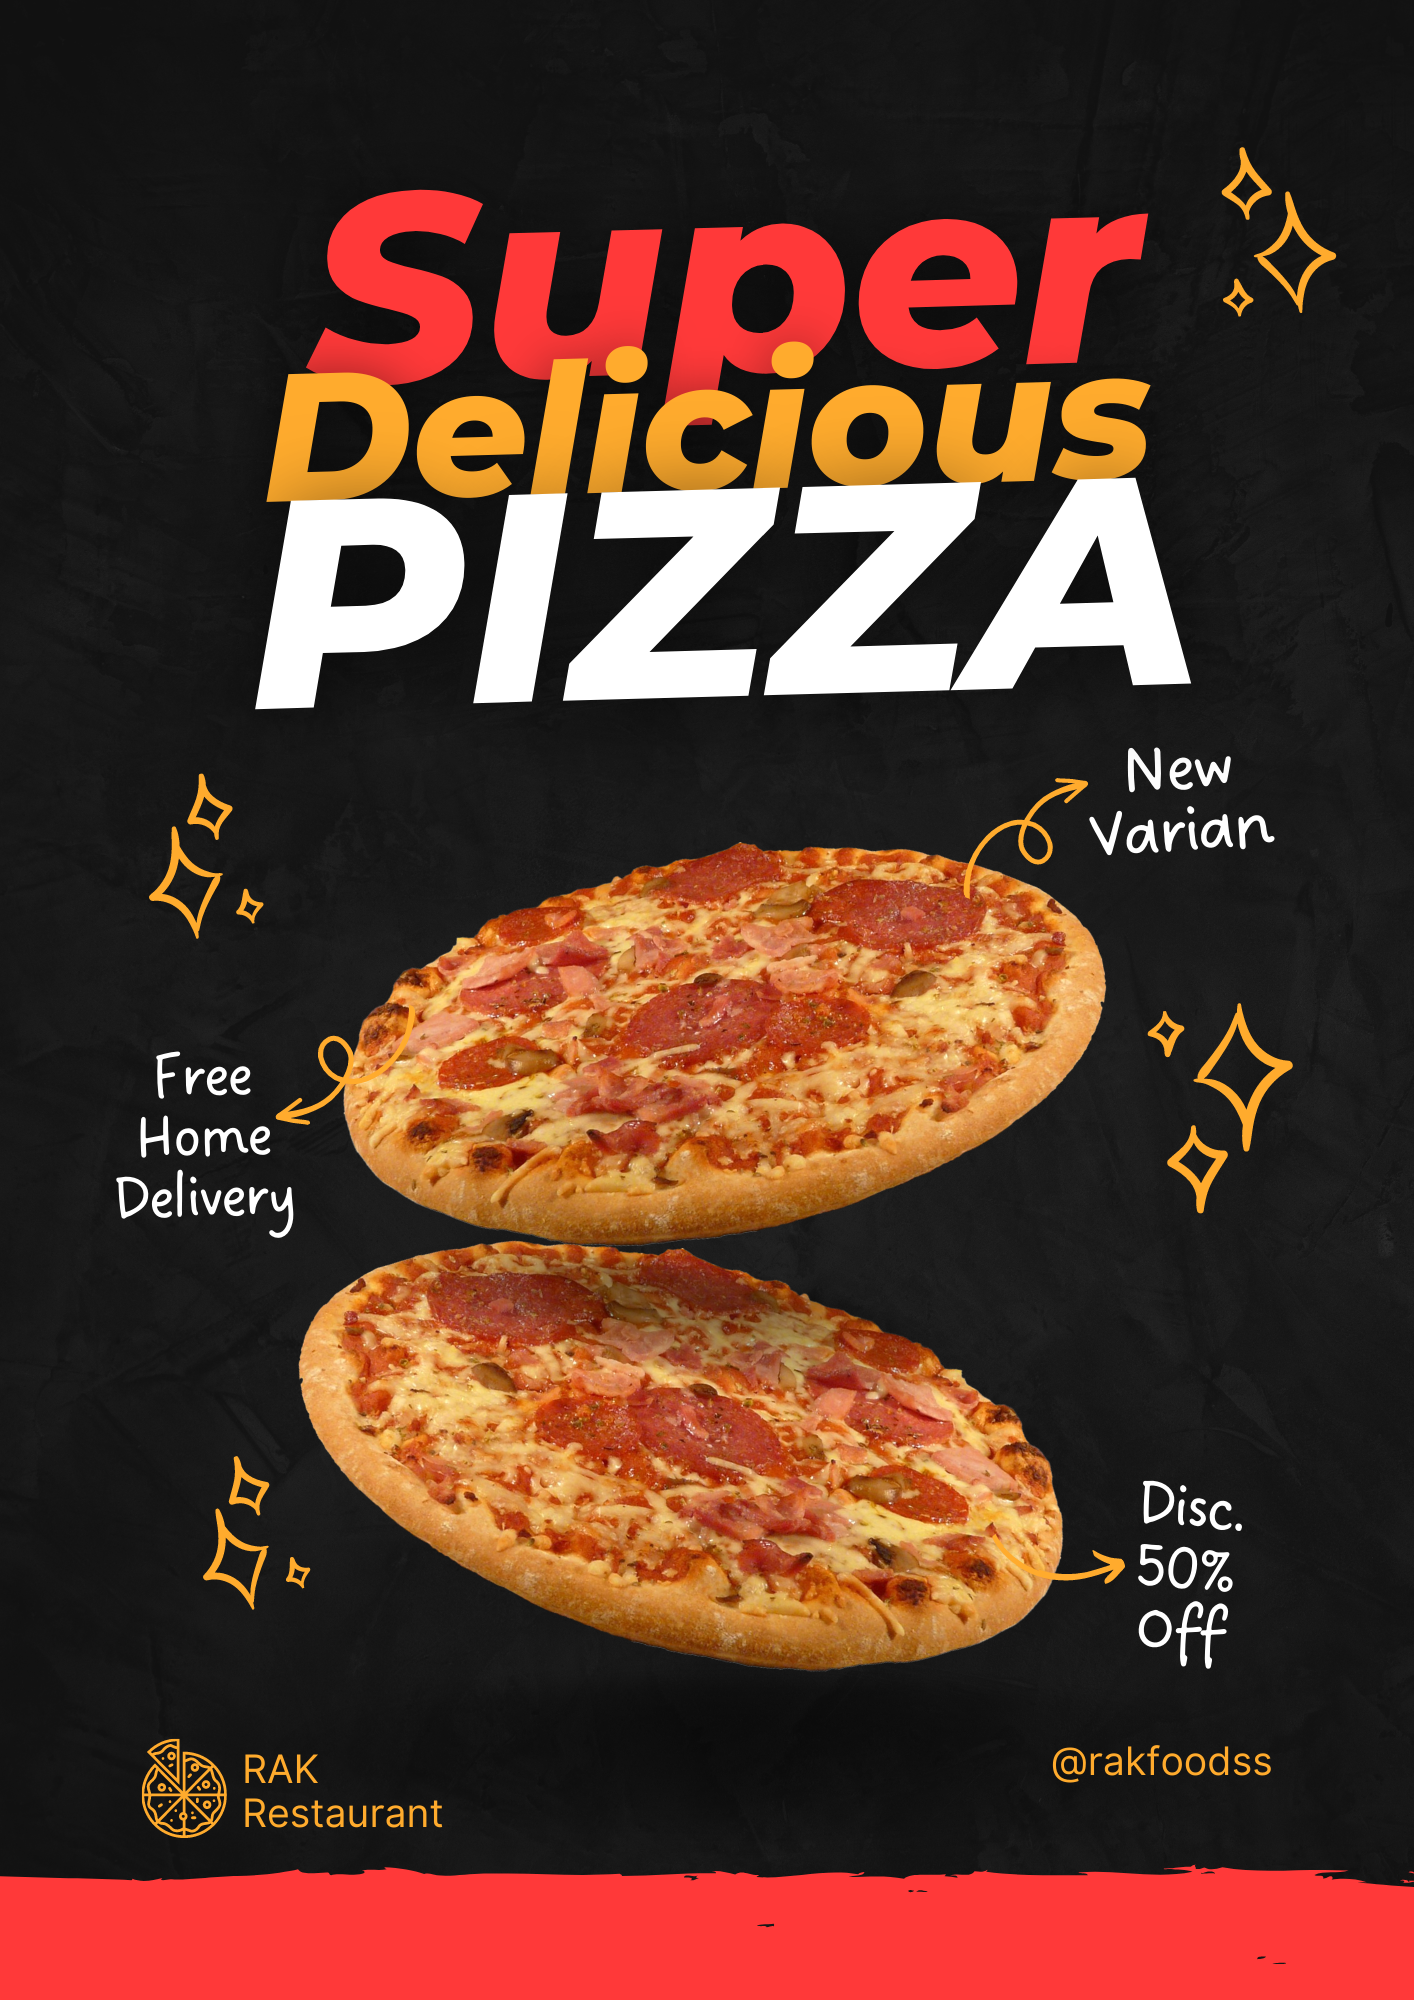 Super
Delicious
PIZZA
New
Varian
Free
Home
Delivery
Disc.
50%
Off
RAK
Restaurant
@rakfoodss